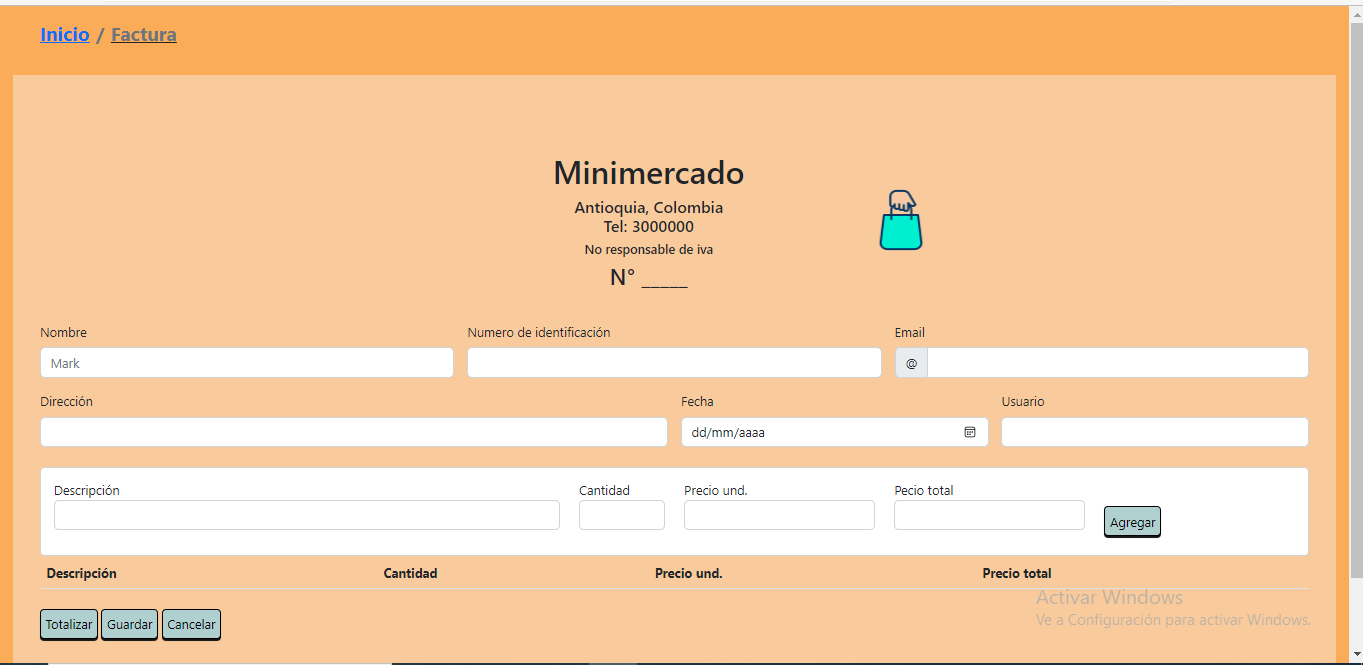 Inicio / Factura
Minimercado
Antioquia, Colombia
Tel: 3000000
No responsable de iva
N° _____
Nombre Numero de identificación Email
Mark @
Dirección Fecha Usuario
dd/mm/aaaa
Descripción Cantidad Precio und. Pecio total
Agregar
Descripción Cantidad Precio und. Precio total
Activar Windows
Ve a Configuración para activar Windows.
Totalizar Guardar Cancelar